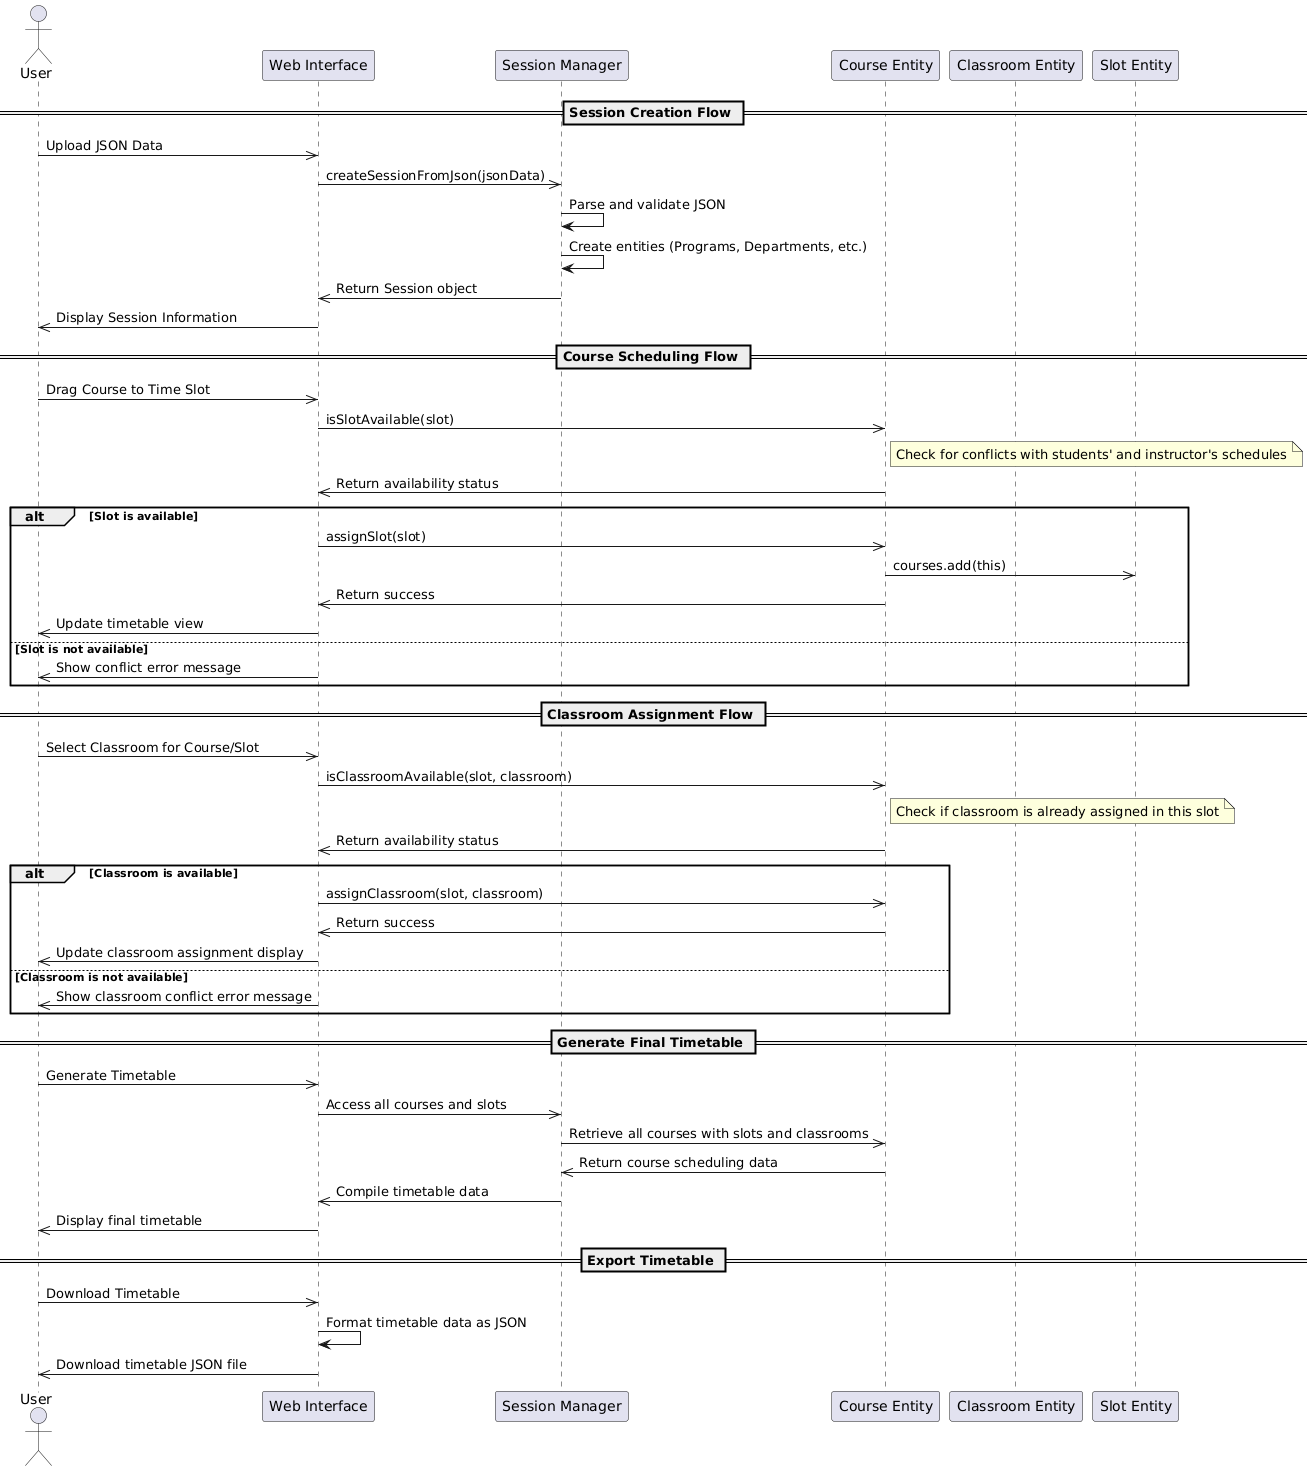 User
Web Interface
Session Manager
Course Entity
Classroom Entity
Slot Entity
Session Creation Flow
Upload JSON Data
createSessionFromJson(jsonData)
Parse and validate JSON
Create entities (Programs, Departments, etc.)
Return Session object
Display Session Information
Course Scheduling Flow
Drag Course to Time Slot
isSlotAvailable(slot)
Check for conflicts with students' and instructor's schedules
Return availability status
alt
[Slot is available]
assignSlot(slot)
courses.add(this)
Return success
Update timetable view
[Slot is not available]
Show conflict error message
Classroom Assignment Flow
Select Classroom for Course/Slot
isClassroomAvailable(slot, classroom)
Check if classroom is already assigned in this slot
Return availability status
alt
[Classroom is available]
assignClassroom(slot, classroom)
Return success
Update classroom assignment display
[Classroom is not available]
Show classroom conflict error message
Generate Final Timetable
Generate Timetable
Access all courses and slots
Retrieve all courses with slots and classrooms
Return course scheduling data
Compile timetable data
Display final timetable
Export Timetable
Download Timetable
Format timetable data as JSON
Download timetable JSON file
User
Web Interface
Session Manager
Course Entity
Classroom Entity
Slot Entity